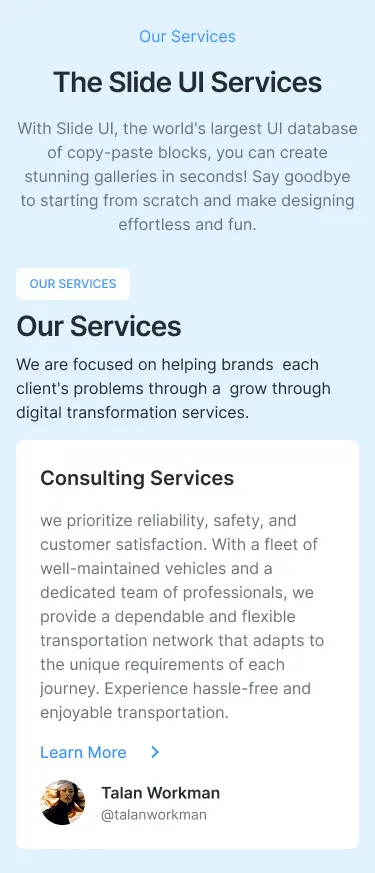 Our Services
The Slide UI Services
With Slide UI, the world's largest UI database
of copy-paste blocks, you can create
stunning galleries in seconds! Say goodbye
to starting from scratch and make designing
effortless and fun.
OUR SERVICES
Our Services
We are focused on helping brands  each
client's problems through a  grow through
digital transformation services.
Consulting Services
we prioritize reliability, safety, and
customer satisfaction. With a fleet of
well-maintained vehicles and a
dedicated team of professionals, we
provide a dependable and flexible
transportation network that adapts to
the unique requirements of each
journey. Experience hassle-free and
enjoyable transportation.
Learn More
Talan Workman
@talanworkman